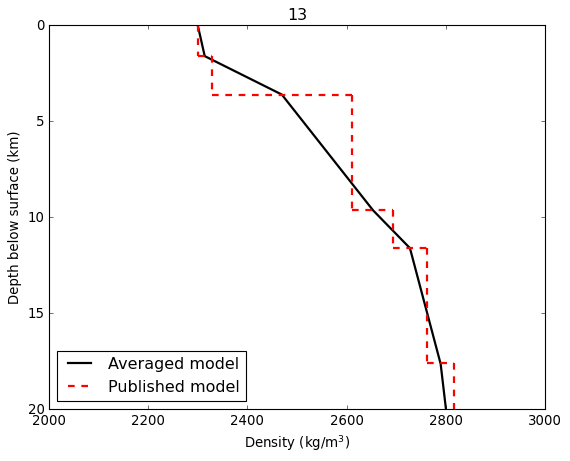 13
0
5
10
15
20
Depth below surface (km)
Averaged model
Published model
2000 2200 2400 2600 2800 3000
Density (kg/m³)